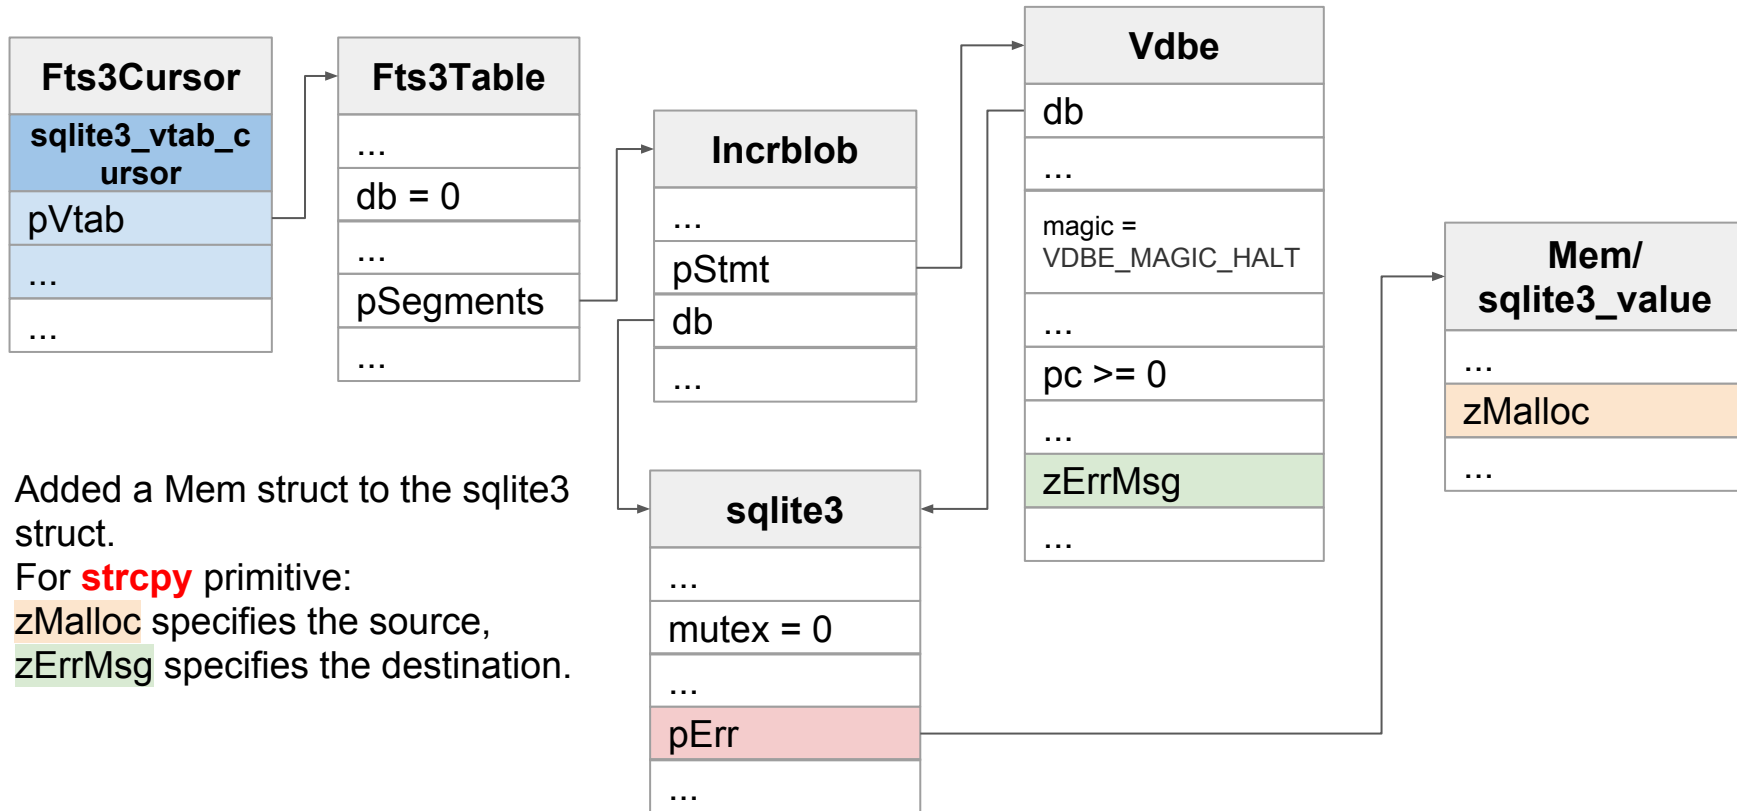 Fts3Cursor
sqlite3_vtab_c
ursor
pVtab
...
...
Fts3Table
...
db = 0
...
pSegments
...
Incrblob
...
pStmt
db
...
Vdbe
db
...
magic =
VDBE_MAGIC_HALT
...
pc >= 0
...
zErrMsg
...
Mem/
sqlite3_value
...
zMalloc
...
sqlite3
...
mutex = 0
...
pErr
...
Added a Mem struct to the sqlite3
struct.
For strcpy primitive:
zMalloc specifies the source,
zErrMsg specifies the destination.